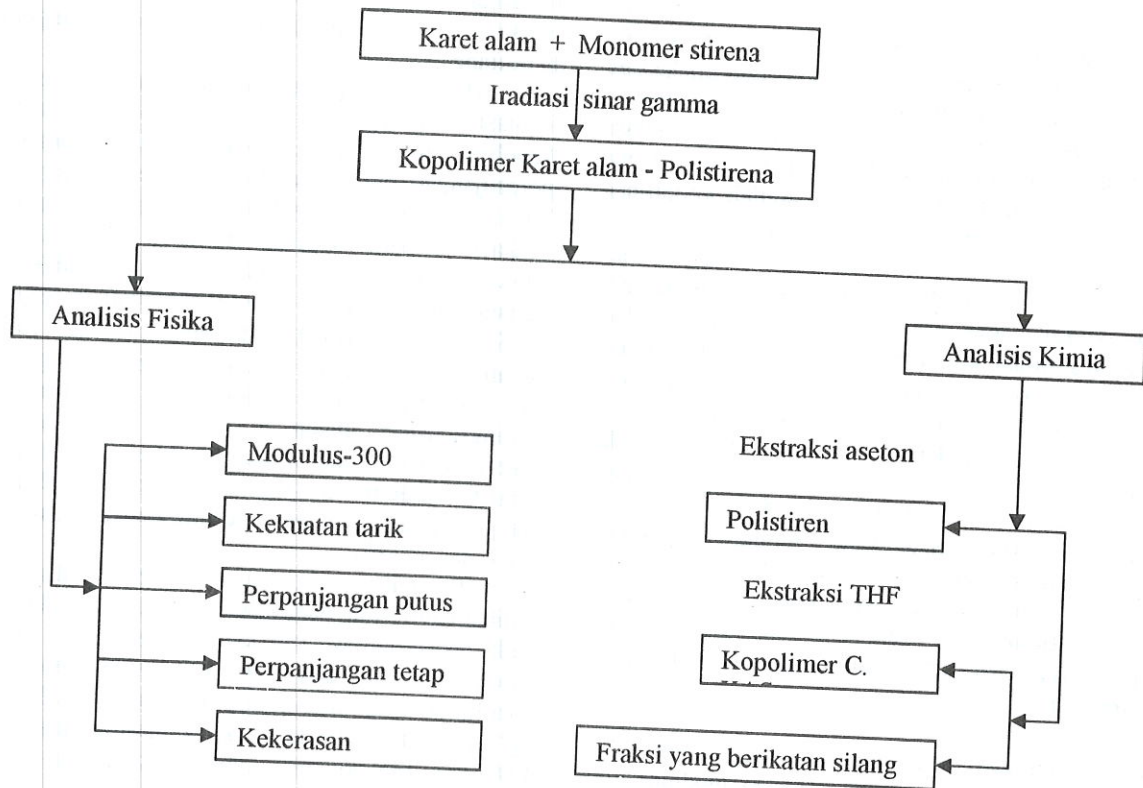 Karet alam + Monomer stirena
Iradiasi sinar gamma
Kopolimer Karet alam - Polistirena
Analisis Fisika
Analisis Kimia
Modulus-300
Kekuatan tarik
Perpanjangan putus
Perpanjangan tetap
Kekerasan
Ekstraksi aseton
Polistiren
Ekstraksi THF
Kopolimer C.
Fraksi yang berikatan silang